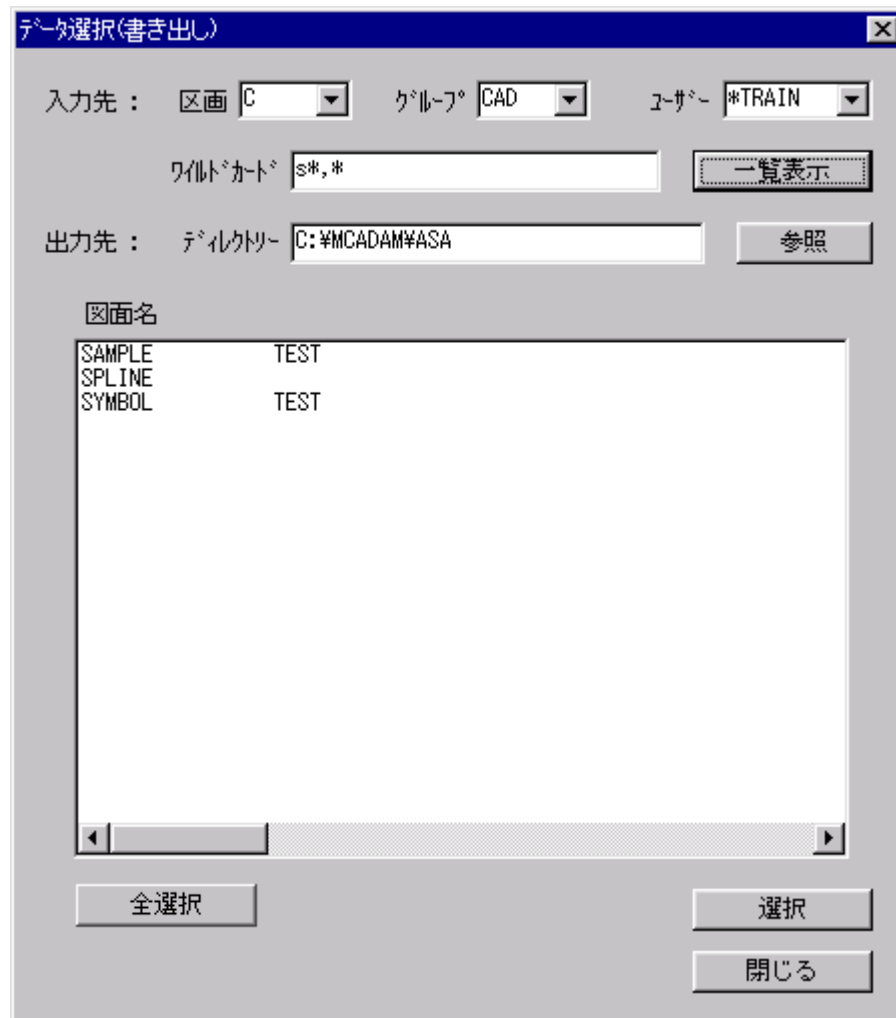 ﾃﾞｰﾀ選択(書き出し)
入力先 : 区画 C ｸﾞﾙｰﾌﾟ CAD ﾕｰｻﾞｰ *TRAIN
ﾜｲﾙﾄﾞｶｰﾄﾞ s*,* 一覧表示
出力先 : ﾃﾞｨﾚｸﾄﾘｰ C:¥MCADAM¥ASA 参照
図面名
SAMPLE TEST
SPLINE
SYMBOL TEST
全選択 選択
閉じる